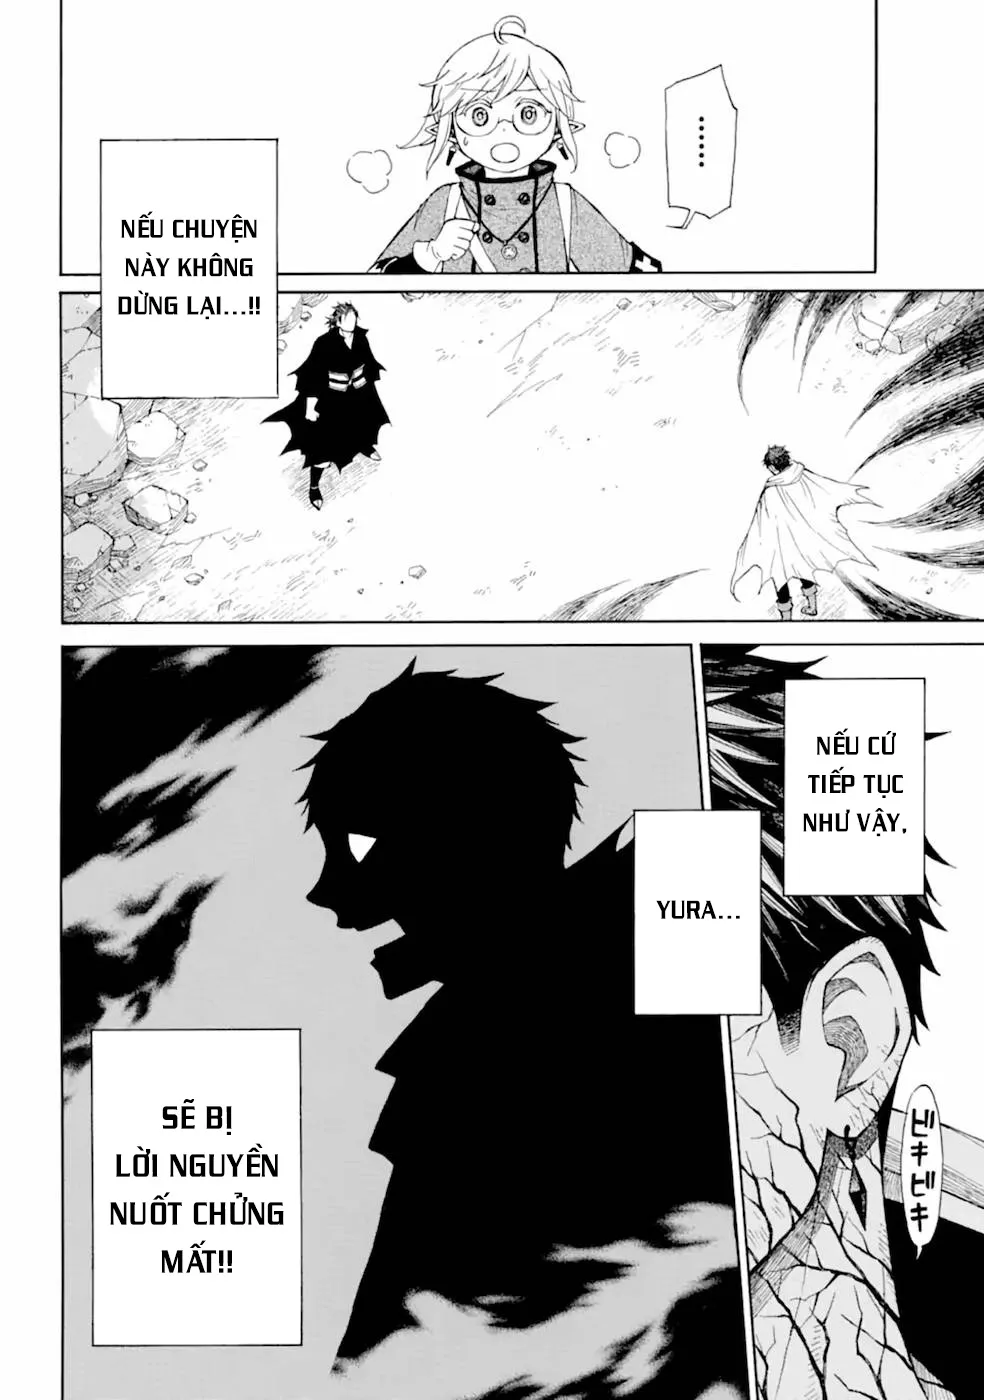 ………
NẾU CHUYỆN
NÀY KHÔNG
DỪNG LẠI...!!
NẾU CỨ
TIẾP TỤC
NHƯ VẬY,
YURA...
ビキビキ
SẼ BỊ
LỜI NGUYỀN
NUỐT CHỬNG
MẤT!!